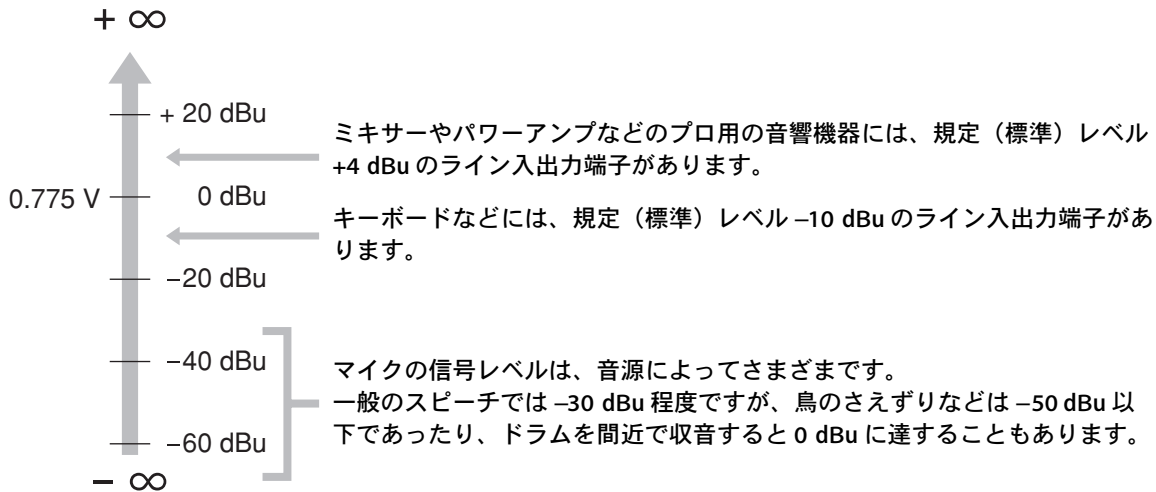 + ∞
+ 20 dBu
ミキサーやパワーアンプなどのプロ用の音響機器には、規定（標準）レベル
+4 dBu のライン入出力端子があります。
0.775 V
0 dBu
キーボードなどには、規定（標準）レベル –10 dBu のライン入出力端子があ
ります。
−20 dBu
−40 dBu
マイクの信号レベルは、音源によってさまざまです。
一般のスピーチでは –30 dBu 程度ですが、鳥のさえずりなどは –50 dBu 以
下であったり、ドラムを間近で収音すると 0 dBu に達することもあります。
−60 dBu
− ∞